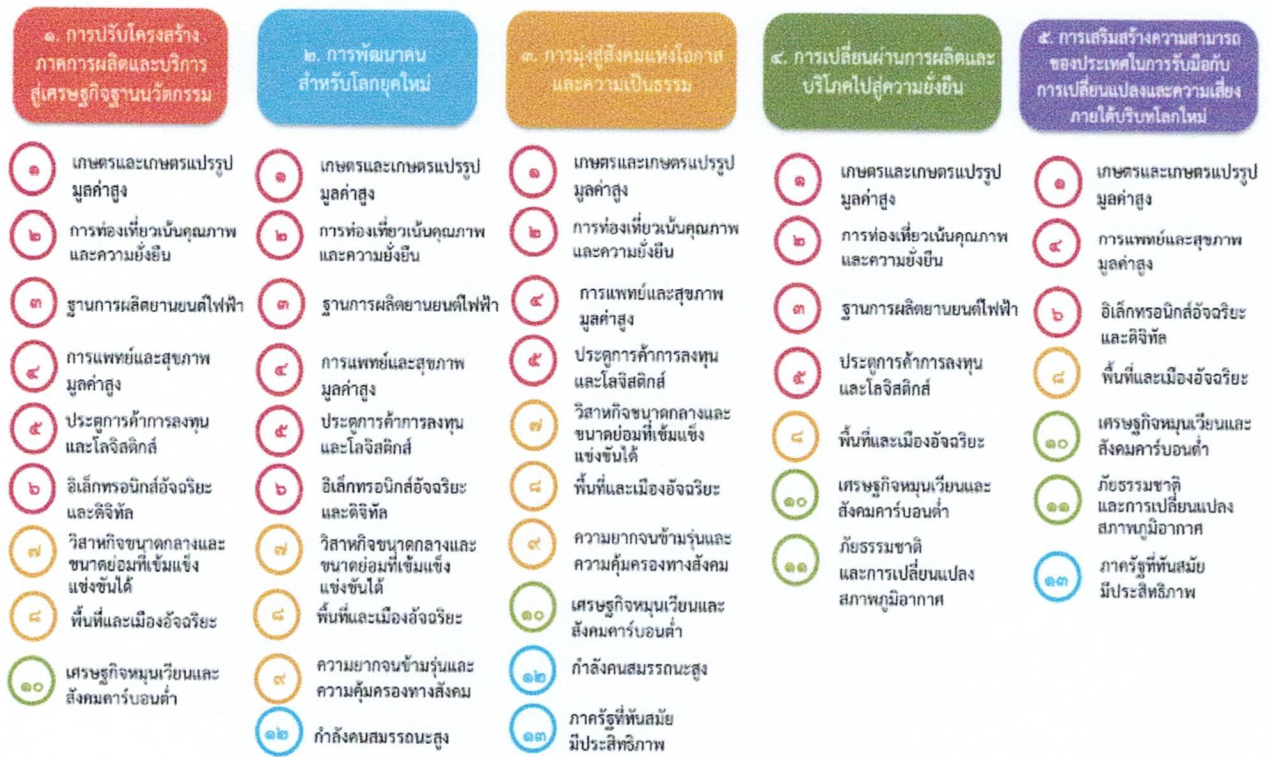 ๑. การปรับโครงสร้าง
ภาคการผลิตและบริการ
สู่เศรษฐกิจฐานนวัตกรรม
๑
เกษตรและเกษตรแปรรูป
มูลค่าสูง
๒
การท่องเที่ยวเน้นคุณภาพ
และความยั่งยืน
๓
ฐานการผลิตยานยนต์ไฟฟ้า
๔
การแพทย์และสุขภาพ
มูลค่าสูง
๕
ประตูการค้าการลงทุน
และโลจิสติกส์
๖
อิเล็กทรอนิกส์อัจฉริยะ
และดิจิทัล
๗
วิสาหกิจขนาดกลางและ
ขนาดย่อมที่เข้มแข็ง
แข่งขันได้
๘
พื้นที่และเมืองอัจฉริยะ
๑๐
เศรษฐกิจหมุนเวียนและ
สังคมคาร์บอนต่ำ
๒. การพัฒนาคน
สำหรับโลกยุคใหม่
๑
เกษตรและเกษตรแปรรูป
มูลค่าสูง
๒
การท่องเที่ยวเน้นคุณภาพ
และความยั่งยืน
๓
ฐานการผลิตยานยนต์ไฟฟ้า
๔
การแพทย์และสุขภาพ
มูลค่าสูง
๕
ประตูการค้าการลงทุน
และโลจิสติกส์
๖
อิเล็กทรอนิกส์อัจฉริยะ
และดิจิทัล
๗
วิสาหกิจขนาดกลางและ
ขนาดย่อมที่เข้มแข็ง
แข่งขันได้
๘
พื้นที่และเมืองอัจฉริยะ
๙
ความยากจนข้ามรุ่นและ
ความคุ้มครองทางสังคม
๑๒
กำลังคนสมรรถนะสูง
๓. การมุ่งสู่สังคมแห่งโอกาส
และความเป็นธรรม
๑
เกษตรและเกษตรแปรรูป
มูลค่าสูง
๒
การท่องเที่ยวเน้นคุณภาพ
และความยั่งยืน
๔
การแพทย์และสุขภาพ
มูลค่าสูง
๕
ประตูการค้าการลงทุน
และโลจิสติกส์
๗
วิสาหกิจขนาดกลางและ
ขนาดย่อมที่เข้มแข็ง
แข่งขันได้
๘
พื้นที่และเมืองอัจฉริยะ
๙
ความยากจนข้ามรุ่นและ
ความคุ้มครองทางสังคม
๑๐
เศรษฐกิจหมุนเวียนและ
สังคมคาร์บอนต่ำ
๑๒
กำลังคนสมรรถนะสูง
๑๓
ภาครัฐที่ทันสมัย
มีประสิทธิภาพ
๔. การเปลี่ยนผ่านการผลิตและ
บริโภคไปสู่ความยั่งยืน
๑
เกษตรและเกษตรแปรรูป
มูลค่าสูง
๒
การท่องเที่ยวเน้นคุณภาพ
และความยั่งยืน
๓
ฐานการผลิตยานยนต์ไฟฟ้า
๕
ประตูการค้าการลงทุน
และโลจิสติกส์
๘
พื้นที่และเมืองอัจฉริยะ
๑๐
เศรษฐกิจหมุนเวียนและ
สังคมคาร์บอนต่ำ
๑๑
ภัยธรรมชาติ
และการเปลี่ยนแปลง
สภาพภูมิอากาศ
๕. การเสริมสร้างความสามารถ
ของประเทศในการรับมือกับ
การเปลี่ยนแปลงและความเสี่ยง
ภายใต้บริบทโลกใหม่
๑
เกษตรและเกษตรแปรรูป
มูลค่าสูง
๔
การแพทย์และสุขภาพ
มูลค่าสูง
๖
อิเล็กทรอนิกส์อัจฉริยะ
และดิจิทัล
๘
พื้นที่และเมืองอัจฉริยะ
๑๐
เศรษฐกิจหมุนเวียนและ
สังคมคาร์บอนต่ำ
๑๑
ภัยธรรมชาติ
และการเปลี่ยนแปลง
สภาพภูมิอากาศ
๑๓
ภาครัฐที่ทันสมัย
มีประสิทธิภาพ